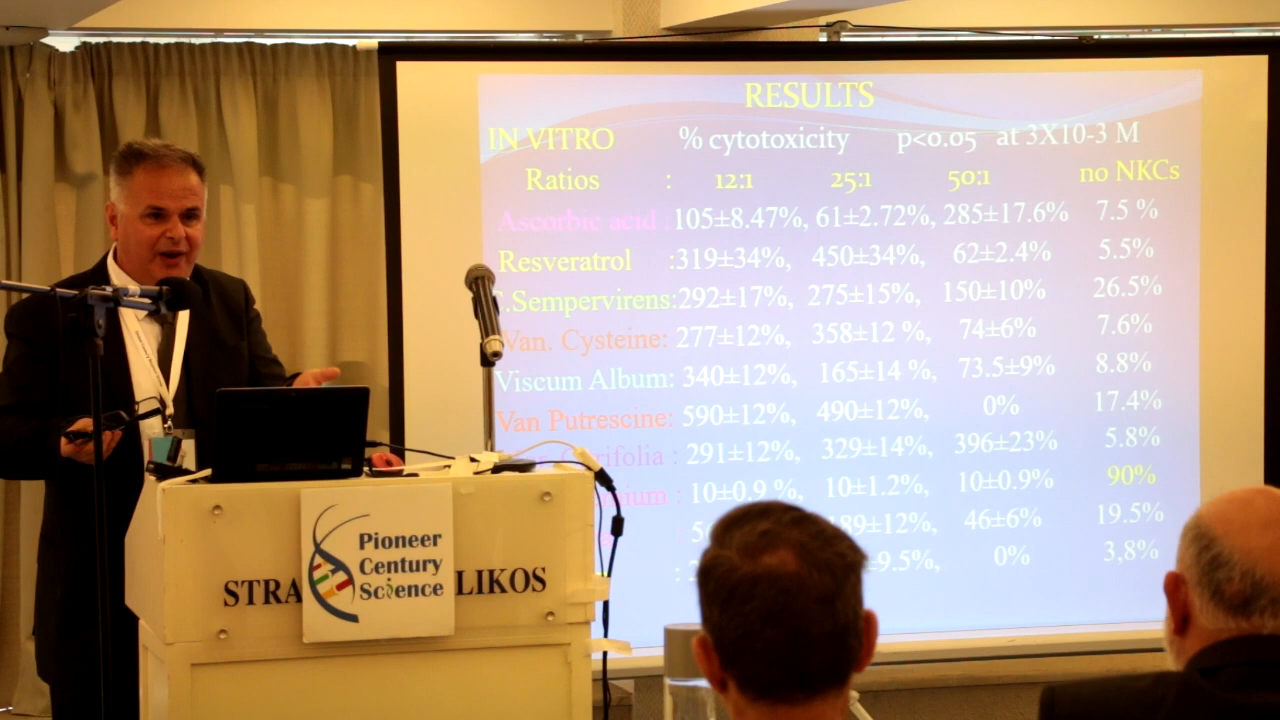 RESULTS
IN VITRO % cytotoxicity p<0.05 at 3X10-3 M
Ratios : 12:1 25:1 50:1 no NKCs
Ascorbic acid : 105±8.47%, 61±2.72%, 285±17.6% 7.5 %
Resveratrol :319±34%, 450±34%, 62±2.4% 5.5%
.Sempervirens:292±17%, 275±15%, 150±10% 26.5%
Van. Cysteine: 277±12%, 358±12 %, 74±6% 7.6%
Viscum Album: 340±12%, 165±14 %, 73.5±9% 8.8%
Van Putrescine: 590±12%, 490±12%, 0% 17.4%
: 291±12%, 329±14%, 396±23% 5.8%
: 10±0.9 %, 10±1.2%, 10±0.9% 90%
: 89±12%, 46±6% 19.5%
: 9.5%, 0% 3,8%
Pioneer
Century
Science
STRA LIKOS